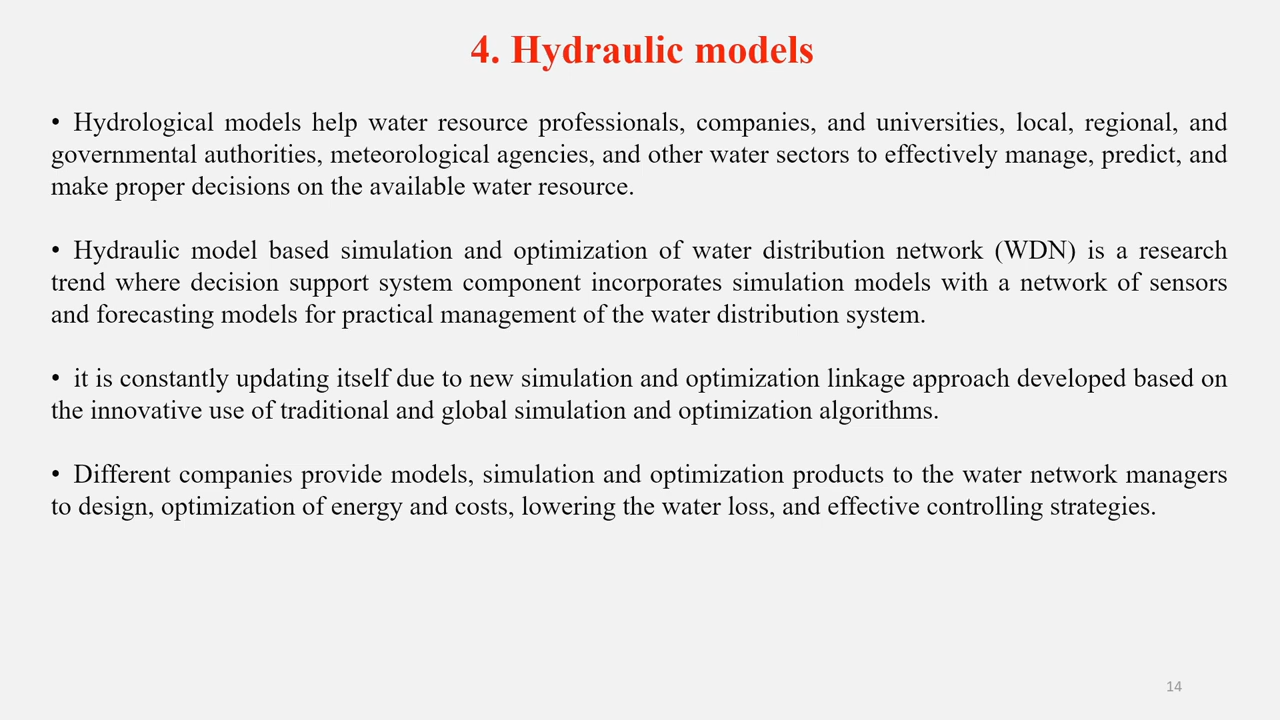 4. Hydraulic models
• Hydrological models help water resource professionals, companies, and universities, local, regional, and
governmental authorities, meteorological agencies, and other water sectors to effectively manage, predict, and
make proper decisions on the available water resource.
• Hydraulic model based simulation and optimization of water distribution network (WDN) is a research
trend where decision support system component incorporates simulation models with a network of sensors
and forecasting models for practical management of the water distribution system.
• it is constantly updating itself due to new simulation and optimization linkage approach developed based on
the innovative use of traditional and global simulation and optimization algorithms.
• Different companies provide models, simulation and optimization products to the water network managers
to design, optimization of energy and costs, lowering the water loss, and effective controlling strategies.
14